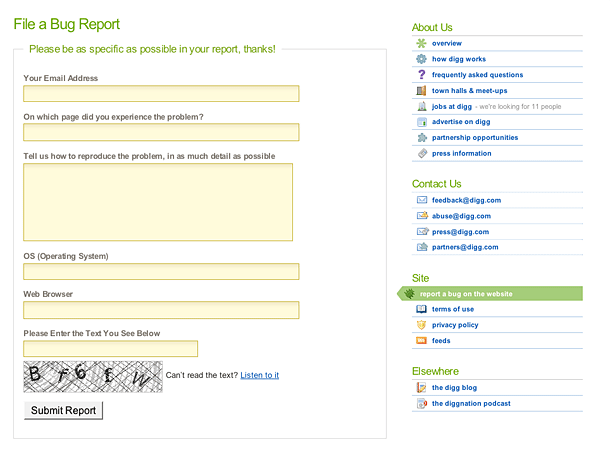 File a Bug Report
Please be as specific as possible in your report, thanks!
Your Email Address
On which page did you experience the problem?
Tell us how to reproduce the problem, in as much detail as possible
OS (Operating System)
Web Browser
Please Enter the Text You See Below
Can't read the text? Listen to it
Submit Report
About Us
overview
how digg works
frequently asked questions
town halls & meet-ups
jobs at digg - we're looking for 11 people
advertise on digg
partnership opportunities
press information
Contact Us
feedback@digg.com
abuse@digg.com
press@digg.com
partners@digg.com
Site
report a bug on the website
terms of use
privacy policy
feeds
Elsewhere
the digg blog
the diggnation podcast